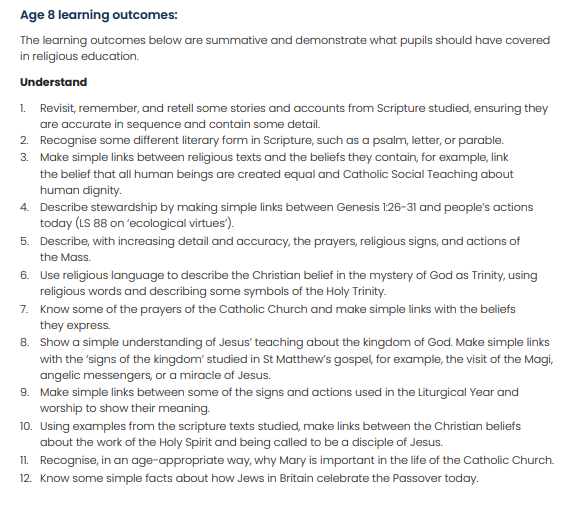 Age 8 learning outcomes:
The learning outcomes below are summative and demonstrate what pupils should have covered
in religious education.
Understand
1. Revisit, remember, and retell some stories and accounts from Scripture studied, ensuring they
are accurate in sequence and contain some detail.
2. Recognise some different literary form in Scripture, such as a psalm, letter, or parable.
3. Make simple links between religious texts and the beliefs they contain, for example, link
the belief that all human beings are created equal and Catholic Social Teaching about
human dignity.
4. Describe stewardship by making simple links between Genesis 1:26-31 and people's actions
today (LS 88 on 'ecological virtues').
5. Describe, with increasing detail and accuracy, the prayers, religious signs, and actions of
the Mass.
6. Use religious language to describe the Christian belief in the mystery of God as Trinity, using
religious words and describing some symbols of the Holy Trinity.
7. Know some of the prayers of the Catholic Church and make simple links with the beliefs
they express.
8. Show a simple understanding of Jesus' teaching about the kingdom of God. Make simple links
with the 'signs of the kingdom' studied in St Matthew's gospel, for example, the visit of the Magi,
angelic messengers, or a miracle of Jesus.
9. Make simple links between some of the signs and actions used in the Liturgical Year and
worship to show their meaning.
10. Using examples from the scripture texts studied, make links between the Christian beliefs
about the work of the Holy Spirit and being called to be a disciple of Jesus.
11. Recognise, in an age-appropriate way, why Mary is important in the life of the Catholic Church.
12. Know some simple facts about how Jews in Britain celebrate the Passover today.